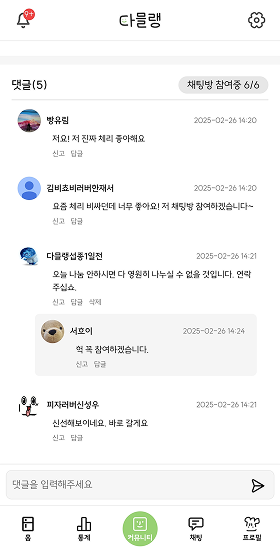 9+
다믈랭
댓글(5)
채팅방 참여중 6/6
방유림
2025-02-26 14:20
저요! 저 진짜 체리 좋아해요
신고 답글
김비쵸비러버안재서
2025-02-26 14:20
요즘 체리 비싸던데 너무 좋아요! 저 채팅방 참여하겠습니다~
신고 답글
다믈랭섭종1일전
2025-02-26 14:21
오늘 나눔 안하시면 다 영원히 나누실 수 없을 것입니다. 연락
주십쇼.
신고 답글 삭제
서흐이
2025-02-26 14:24
헉 꼭 참여하겠습니다.
신고 답글
피자러버신성우
2025-02-26 14:21
신선해보이네요. 바로 갈게요
신고 답글
댓글을 입력해주세요
홈
통계
커뮤니티
채팅
프로필